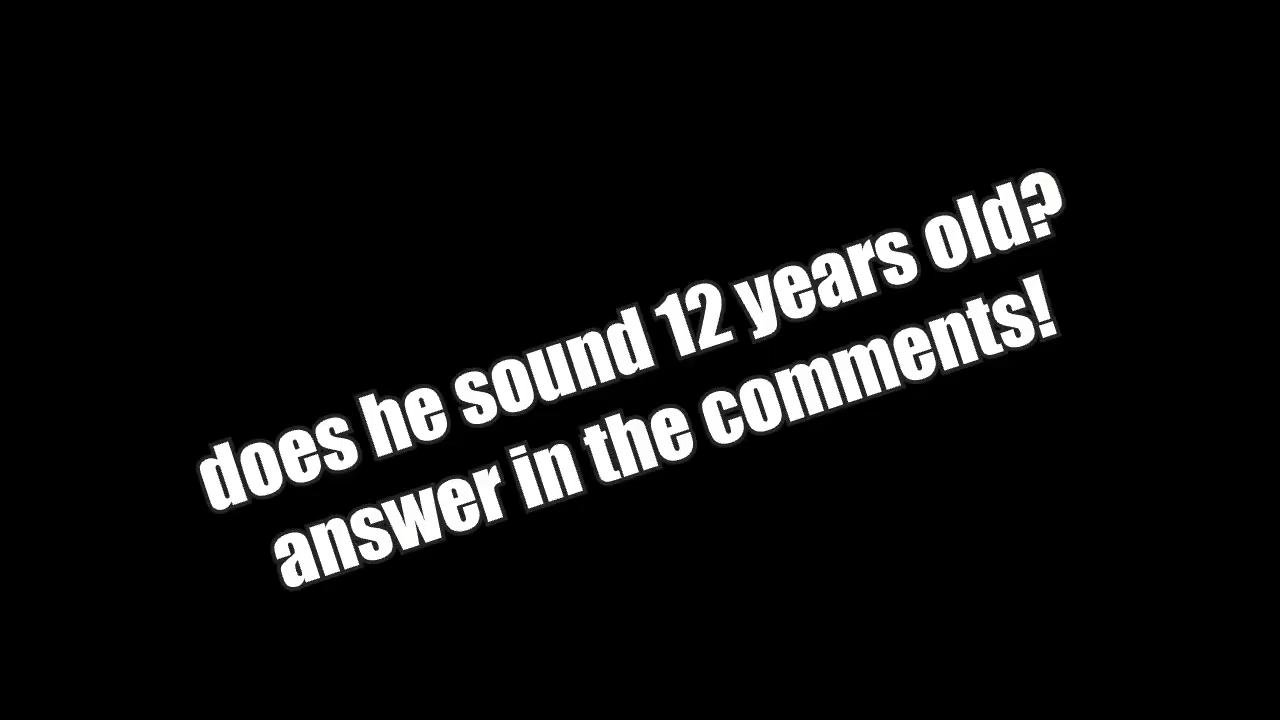 does he sound 12 years old?
answer in the comments!